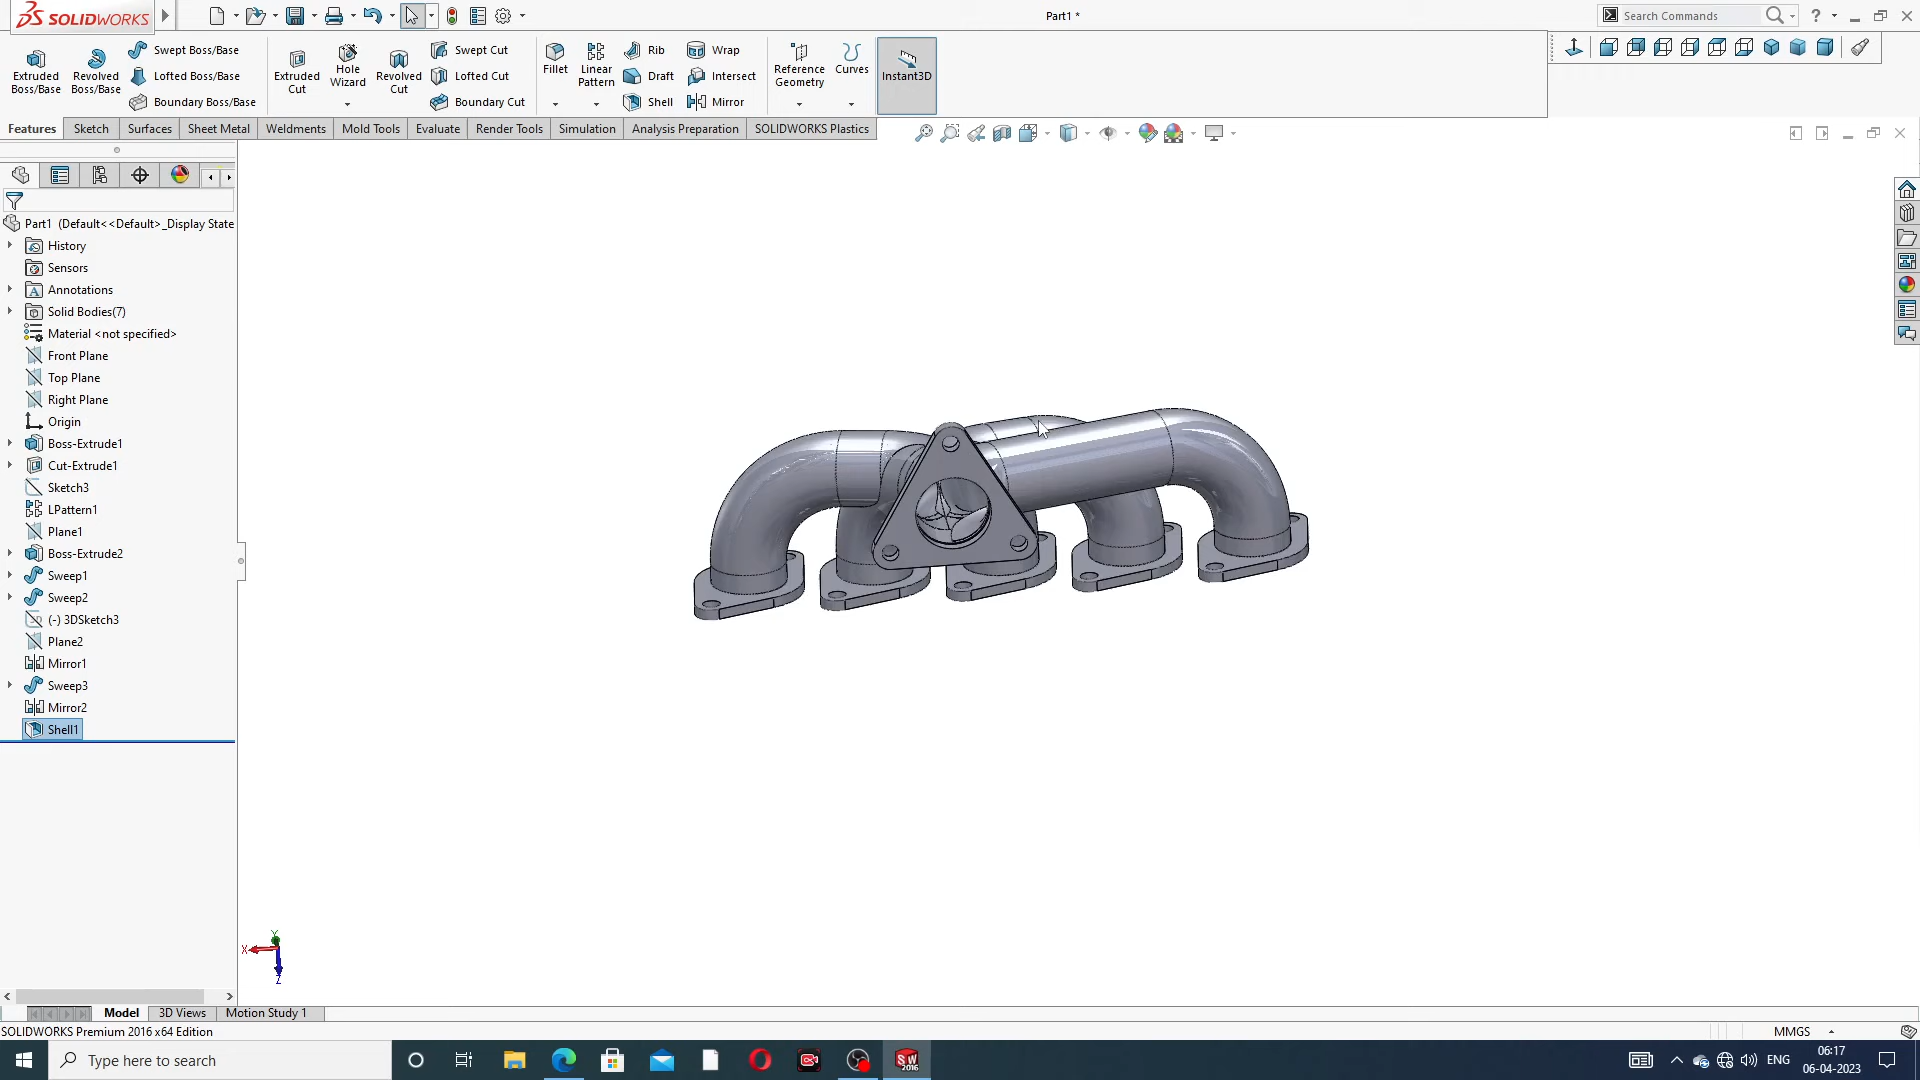 SOLIDWORKS
Part1 *
Search Commands
Extruded Boss/Base
Revolved Boss/Base
Swept Boss/Base
Lofted Boss/Base
Boundary Boss/Base
Extruded Cut
Hole Wizard
Revolved Cut
Swept Cut
Lofted Cut
Boundary Cut
Fillet
Linear Pattern
Rib
Draft
Shell
Wrap
Intersect
Mirror
Reference Geometry
Curves
Instant3D
Features
Sketch
Surfaces
Sheet Metal
Weldments
Mold Tools
Evaluate
Render Tools
Simulation
Analysis Preparation
SOLIDWORKS Plastics
Part1 (Default<<Default>_Display State
History
Sensors
Annotations
Solid Bodies(7)
Material <not specified>
Front Plane
Top Plane
Right Plane
Origin
Boss-Extrude1
Cut-Extrude1
Sketch3
LPattern1
Plane1
Boss-Extrude2
Sweep1
Sweep2
(-) 3DSketch3
Plane2
Mirror1
Sweep3
Mirror2
Shell1
Y
X
Z
Model
3D Views
Motion Study 1
SOLIDWORKS Premium 2016 x64 Edition
MMGS
Type here to search
SW
2016
ENG
06:17
06-04-2023